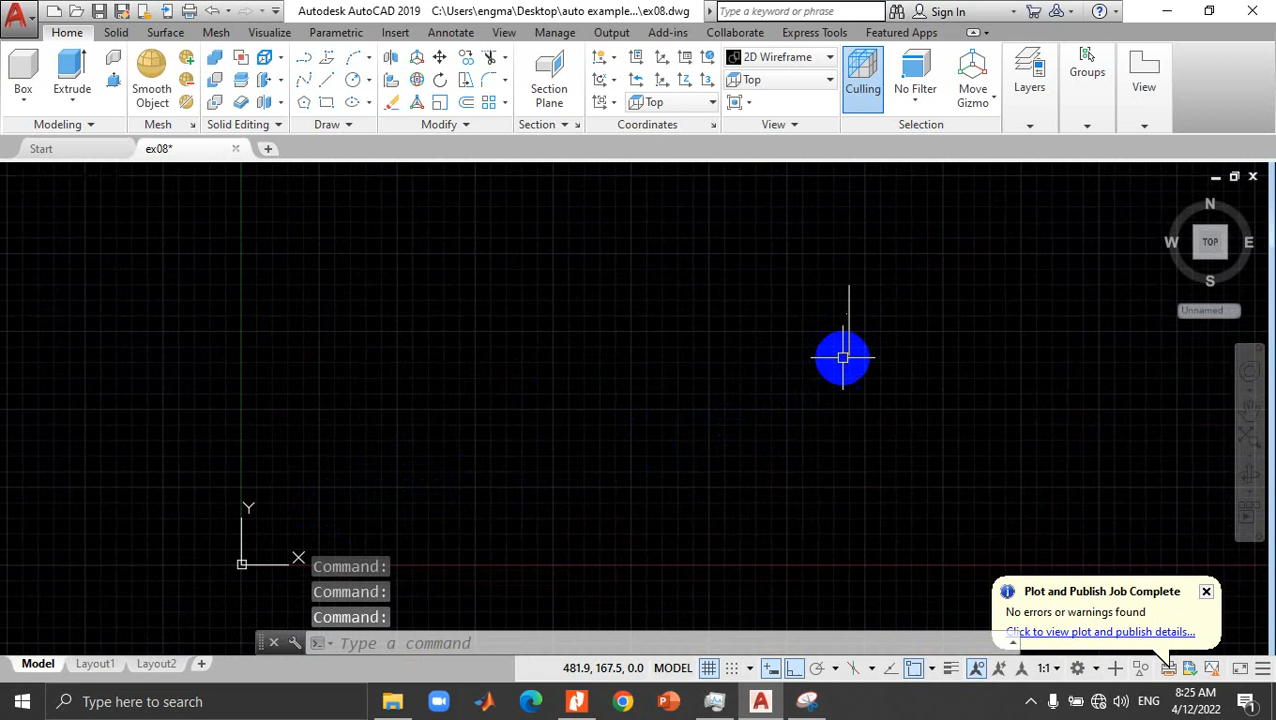 A Autodesk AutoCAD 2019 C:\Users\engma\Desktop\auto example...\ex08.dwg Type a keyword or phrase Sign In
Home Solid Surface Mesh Visualize Parametric Insert Annotate View Manage Output Add-ins Collaborate Express Tools Featured Apps
2D Wireframe
Top
Top
Box Extrude Smooth Object Section Plane Culling No Filter Move Gizmo Layers Groups View
Modeling Mesh Solid Editing Draw Modify Section Coordinates View Selection
Start ex08*
N
W TOP E
S
Unnamed
Y
X
Command:
Command:
Command:
Type a command
Plot and Publish Job Complete
No errors or warnings found
Click to view plot and publish details...
Model Layout1 Layout2 481.9, 167.5, 0.0 MODEL 1:1
Type here to search ENG 8:25 AM
4/12/2022